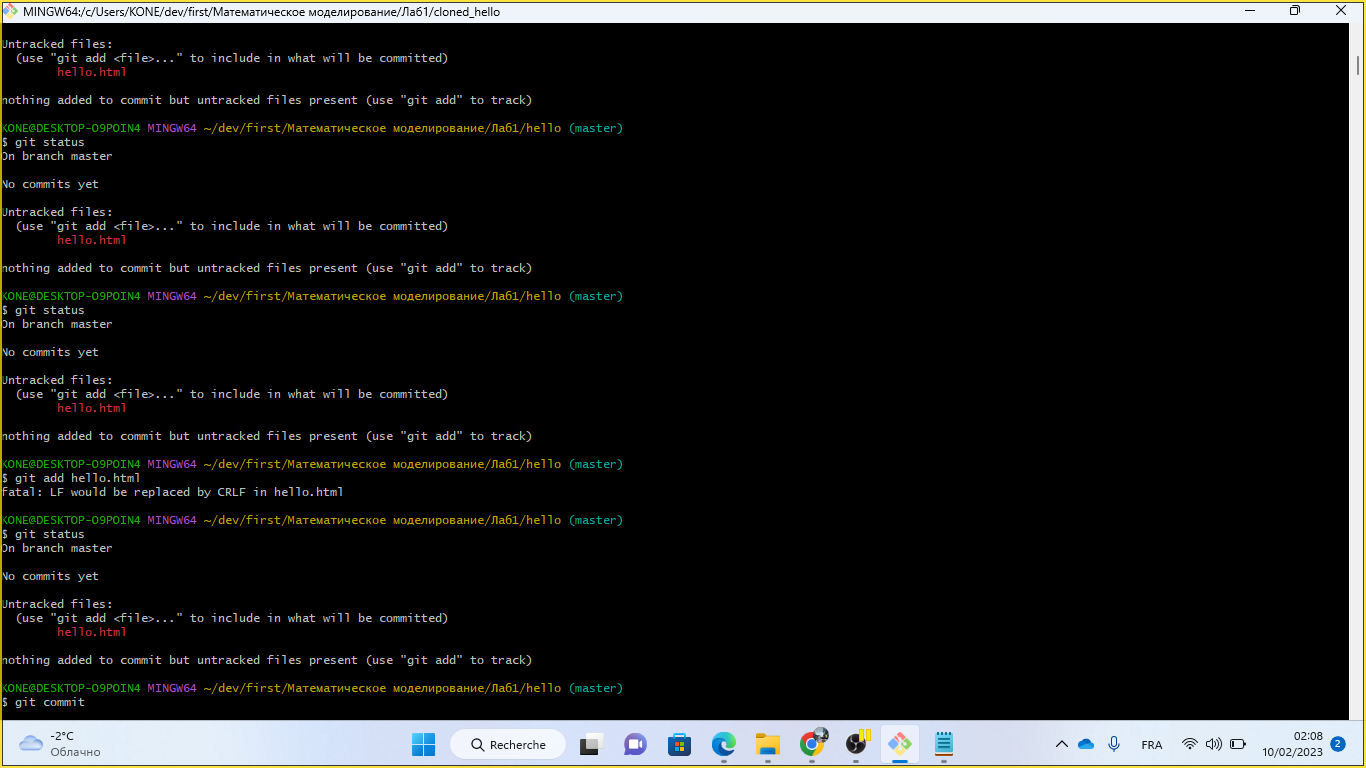 MINGW64:/c/Users/KONE/dev/first/Математическое моделирование/Лаб1/cloned_hello
Untracked files:
(use "git add <file>..." to include in what will be committed)
hello.html
nothing added to commit but untracked files present (use "git add" to track)
KONE@DESKTOP-O9POIN4 MINGW64 ~/dev/first/Математическое моделирование/Лаб1/hello (master)
$ git status
On branch master
No commits yet
Untracked files:
(use "git add <file>..." to include in what will be committed)
hello.html
nothing added to commit but untracked files present (use "git add" to track)
KONE@DESKTOP-O9POIN4 MINGW64 ~/dev/first/Математическое моделирование/Лаб1/hello (master)
$ git status
On branch master
No commits yet
Untracked files:
(use "git add <file>..." to include in what will be committed)
hello.html
nothing added to commit but untracked files present (use "git add" to track)
KONE@DESKTOP-O9POIN4 MINGW64 ~/dev/first/Математическое моделирование/Лаб1/hello (master)
$ git add hello.html
fatal: LF would be replaced by CRLF in hello.html
KONE@DESKTOP-O9POIN4 MINGW64 ~/dev/first/Математическое моделирование/Лаб1/hello (master)
$ git status
On branch master
No commits yet
Untracked files:
(use "git add <file>..." to include in what will be committed)
hello.html
nothing added to commit but untracked files present (use "git add" to track)
KONE@DESKTOP-O9POIN4 MINGW64 ~/dev/first/Математическое моделирование/Лаб1/hello (master)
$ git commit
-2°C
Облачно
Recherche
FRA
02:08
10/02/2023
2